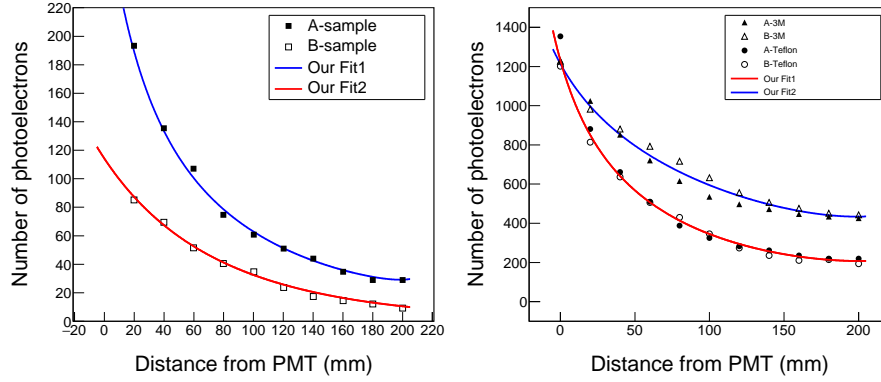 Number of photoelectrons
220
200
180
160
140
120
100
80
60
40
20
0
−20 0 20 40 60 80 100 120 140 160 180 200 220
Distance from PMT (mm)
A-sample
B-sample
Our Fit1
Our Fit2
Number of photoelectrons
1400
1200
1000
800
600
400
200
0
0 50 100 150 200
Distance from PMT (mm)
A-3M
B-3M
A-Teflon
B-Teflon
Our Fit1
Our Fit2